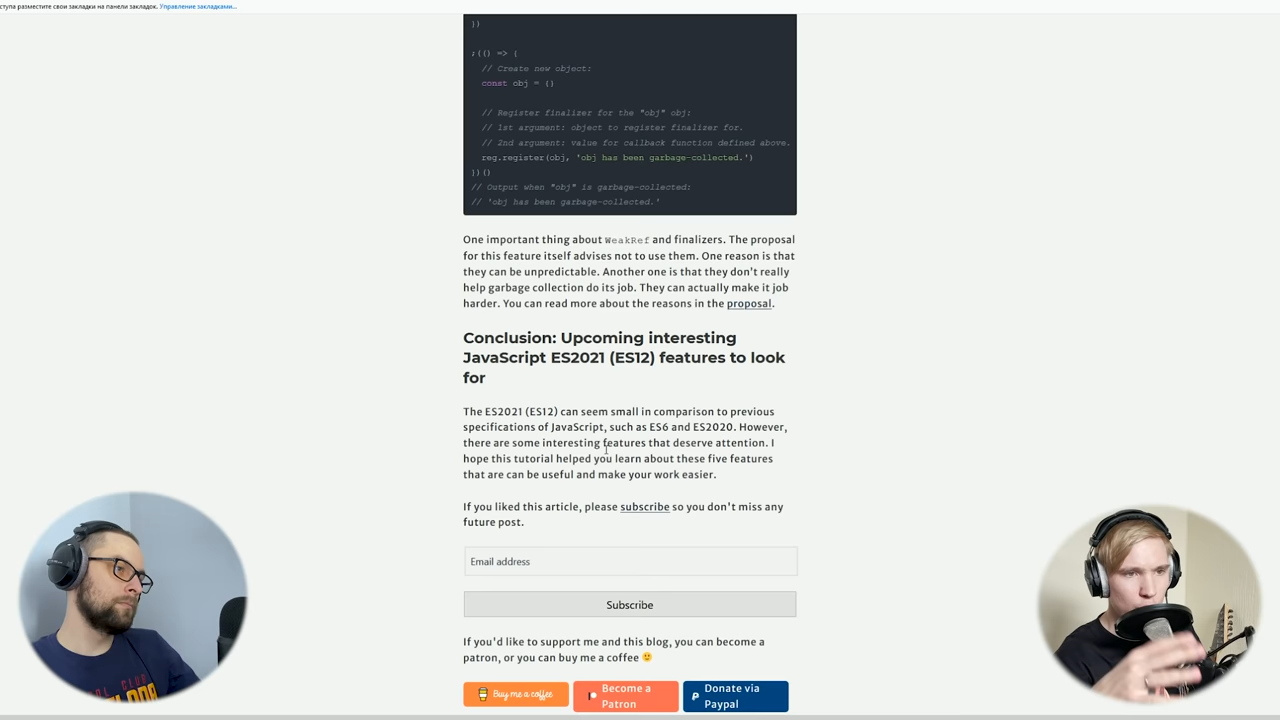 ступа разместите свои закладки на панели закладок. Управление закладками...
})
;(() => {
// Create new object:
const obj = {}
// Register finalizer for the "obj" obj:
// 1st argument: object to register finalizer for.
// 2nd argument: value for callback function defined above.
reg.register(obj, 'obj has been garbage-collected.')
})()
// Output when "obj" is garbage-collected:
// 'obj has been garbage-collected.'
One important thing about WeakRef and finalizers. The proposal
for this feature itself advises not to use them. One reason is that
they can be unpredictable. Another one is that they don't really
help garbage collection do its job. They can actually make it job
harder. You can read more about the reasons in the proposal.
Conclusion: Upcoming interesting
JavaScript ES2021 (ES12) features to look
for
The ES2021 (ES12) can seem small in comparison to previous
specifications of JavaScript, such as ES6 and ES2020. However,
there are some interesting features that deserve attention. I
hope this tutorial helped you learn about these five features
that are can be useful and make your work easier.
If you liked this article, please subscribe so you don't miss any
future post.
Email address
Subscribe
If you'd like to support me and this blog, you can become a
patron, or you can buy me a coffee 🙂
Buy me a coffee
Become a
Patron
Donate via
Paypal